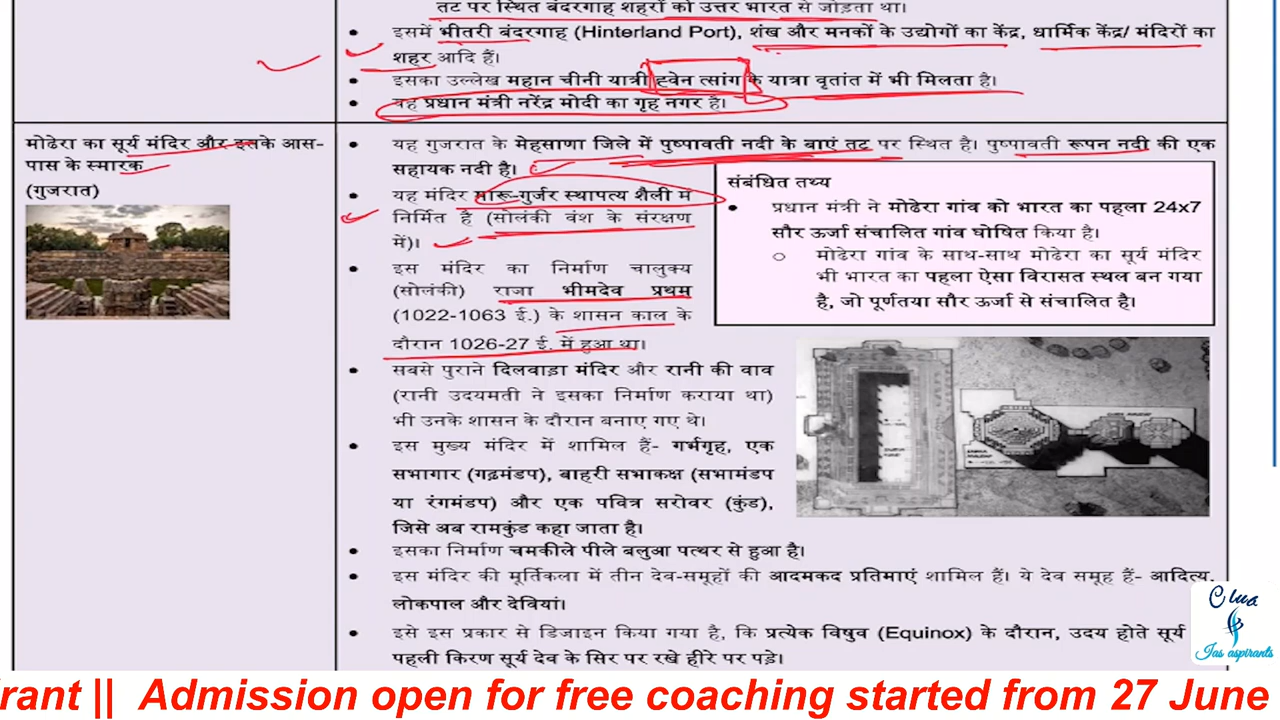 तट पर स्थित बंदरगाह शहरों को उत्तर भारत से जोड़ता था।
• इसमें भीतरी बंदरगाह (Hinterland Port), शंख और मनकों के उद्योगों का केंद्र, धार्मिक केंद्र/ मंदिरों का
शहर आदि हैं।
• इसका उल्लेख महान चीनी यात्री ह्वेन त्सांग के यात्रा वृतांत में भी मिलता है।
• यह प्रधान मंत्री नरेंद्र मोदी का गृह नगर है।
मोढेरा का सूर्य मंदिर और इसके आस-
पास के स्मारक
(गुजरात)
• यह गुजरात के मेहसाणा जिले में पुष्पावती नदी के बाएं तट पर स्थित है। पुष्पावती रूपन नदी की एक
सहायक नदी है।
• यह मंदिर मारू-गुर्जर स्थापत्य शैली में
निर्मित है (सोलंकी वंश के संरक्षण
में)।
• इस मंदिर का निर्माण चालुक्य
(सोलंकी) राजा भीमदेव प्रथम
(1022-1063 ई.) के शासन काल के
दौरान 1026-27 ई. में हुआ था।
संबंधित तथ्य
• प्रधान मंत्री ने मोढेरा गांव को भारत का पहला 24x7
सौर ऊर्जा संचालित गांव घोषित किया है।
○ मोढेरा गांव के साथ-साथ मोढेरा का सूर्य मंदिर
भी भारत का पहला ऐसा विरासत स्थल बन गया
है, जो पूर्णतया सौर ऊर्जा से संचालित है।
• सबसे पुराने दिलवाड़ा मंदिर और रानी की वाव
(रानी उदयमती ने इसका निर्माण कराया था)
भी उनके शासन के दौरान बनाए गए थे।
• इस मुख्य मंदिर में शामिल हैं- गर्भगृह, एक
सभागार (गढ़मंडप), बाहरी सभाकक्ष (सभामंडप
या रंगमंडप) और एक पवित्र सरोवर (कुंड),
जिसे अब रामकुंड कहा जाता है।
• इसका निर्माण चमकीले पीले बलुआ पत्थर से हुआ है।
• इस मंदिर की मूर्तिकला में तीन देव-समूहों की आदमकद प्रतिमाएं शामिल हैं। ये देव समूह हैं- आदित्य,
लोकपाल और देवियां।
• इसे इस प्रकार से डिजाइन किया गया है, कि प्रत्येक विषुव (Equinox) के दौरान, उदय होते सूर्य
पहली किरण सूर्य देव के सिर पर रखे हीरे पर पड़े।
Clue
Ias aspirants
irant || Admission open for free coaching started from 27 June